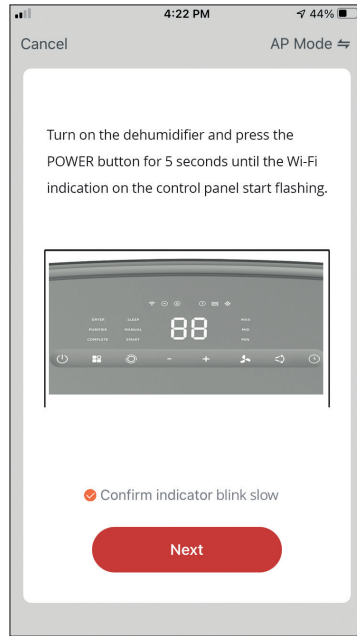 4:22 PM
44%
Cancel
AP Mode ⇋
Turn on the dehumidifier and press the
POWER button for 5 seconds until the Wi-Fi
indication on the control panel start flashing.
DRYER SLEEP MAX
PURIFIER MANUAL 88 MID
COMPLETE SMART MIN
- +
Confirm indicator blink slow
Next